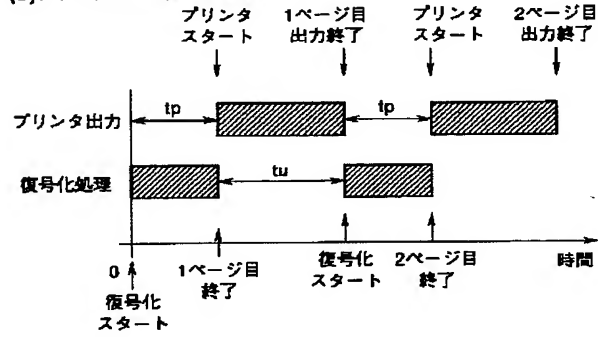 プリンタ
スタート
1ページ目
出力終了
プリンタ
スタート
2ページ目
出力終了
プリンタ出力
tp
tp
復号化処理
tu
0
復号化
スタート
1ページ目
終了
復号化
スタート
2ページ目
終了
時間